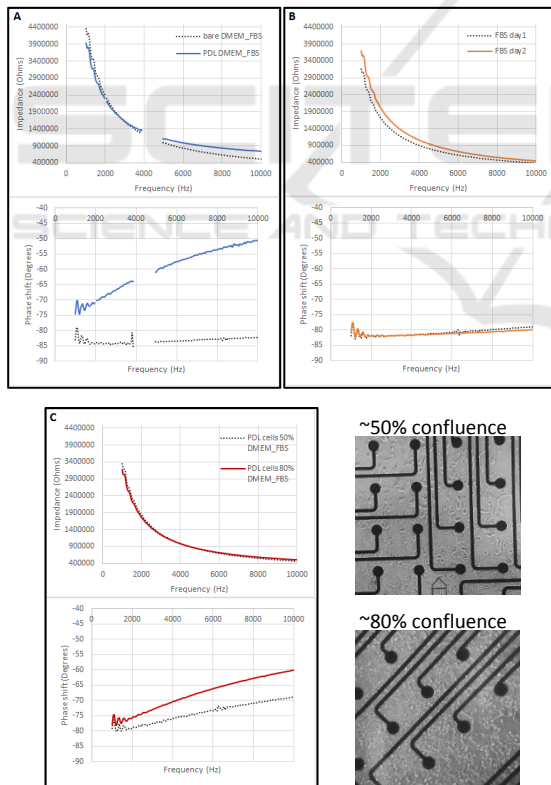 A
bare DMEM_FBS
PDL DMEM_FBS
Impedance (Ohms)
4400000
3900000
3400000
2900000
2400000
1900000
1400000
900000
400000
0 2000 4000 6000 8000 10000
Frequency (Hz)
Phase shift (Degrees)
-40
-45
-50
-55
-60
-65
-70
-75
-80
-85
-90
0 2000 4000 6000 8000 10000
Frequency (Hz)
B
FBS day1
FBS day2
Impedance (Ohms)
4400000
3900000
3400000
2900000
2400000
1900000
1400000
900000
400000
0 2000 4000 6000 8000 10000
Frequency (Hz)
Phase shift (Degrees)
-40
-45
-50
-55
-60
-65
-70
-75
-80
-85
-90
0 2000 4000 6000 8000 10000
Frequency (Hz)
SCIENCE AND TECH
C
PDL cells 50%
DMEM_FBS
PDL cells 80%
DMEM_FBS
Impedance (Ohms)
4400000
3900000
3400000
2900000
2400000
1900000
1400000
900000
400000
0 2000 4000 6000 8000 10000
Frequency (Hz)
Phase shift (Degrees)
-40
-45
-50
-55
-60
-65
-70
-75
-80
-85
-90
0 2000 4000 6000 8000 10000
Frequency (Hz)
~50% confluence
~80% confluence